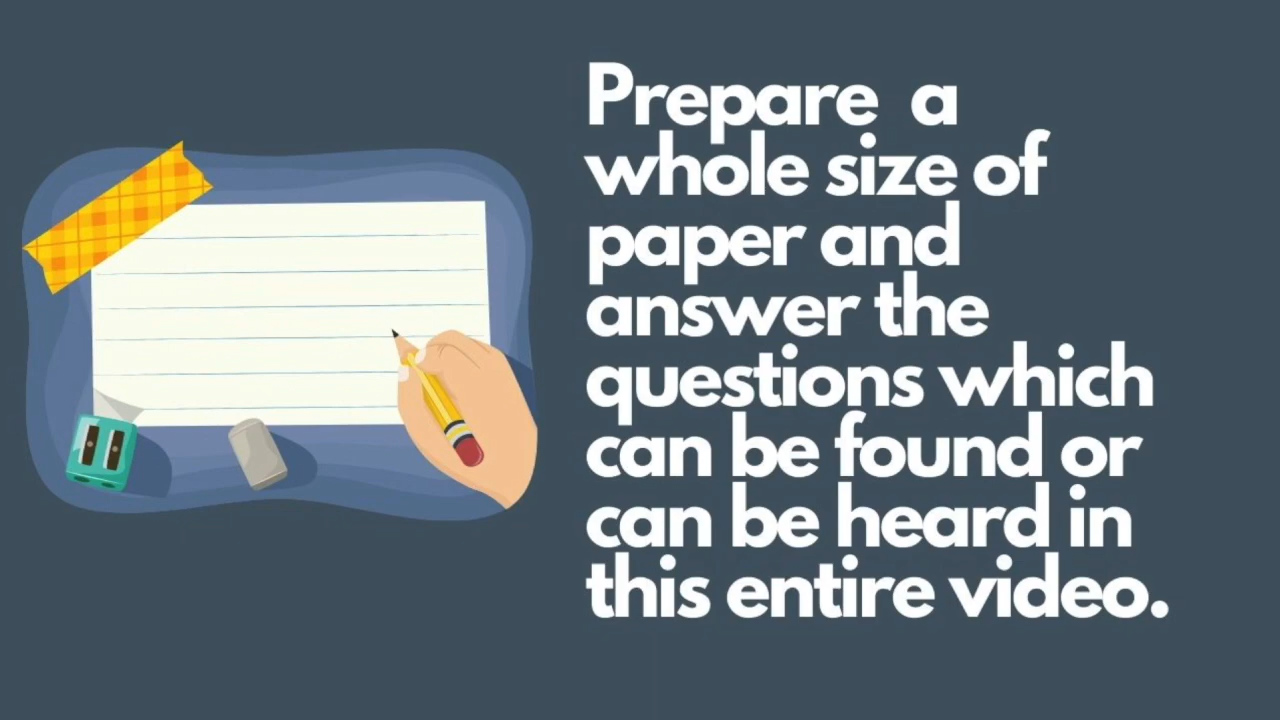 Prepare a
whole size of
paper and
answer the
questions which
can be found or
can be heard in
this entire video.